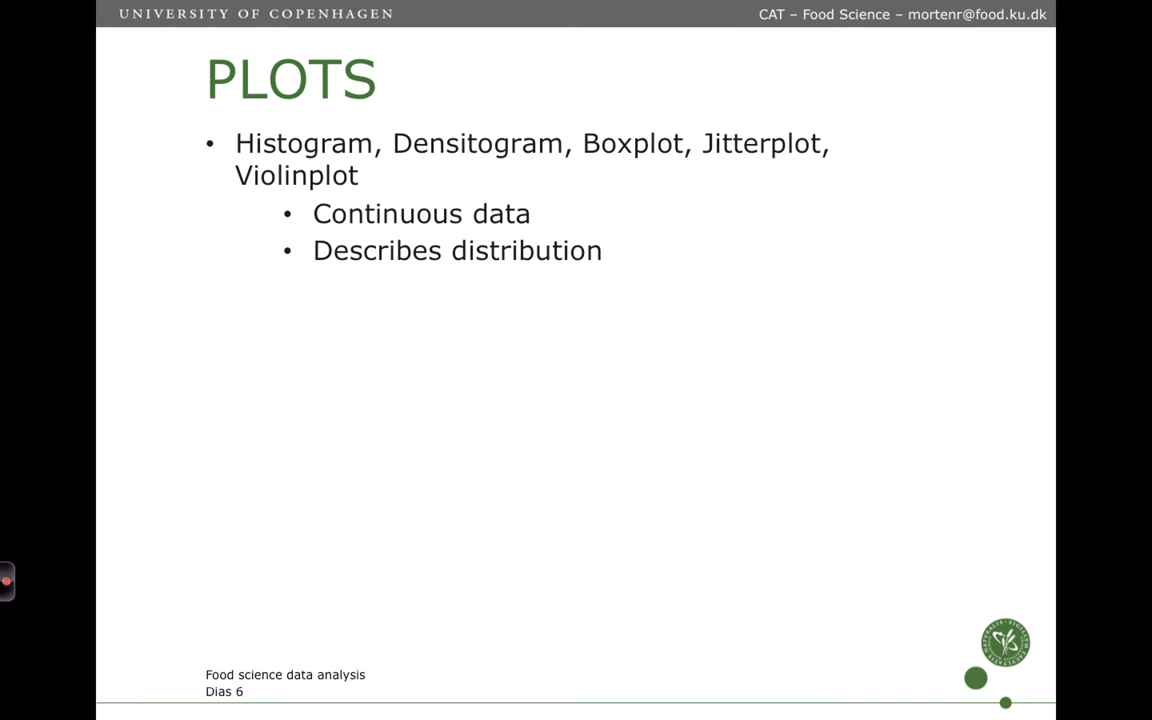 UNIVERSITY OF COPENHAGEN
CAT – Food Science – mortenr@food.ku.dk
PLOTS
• Histogram, Densitogram, Boxplot, Jitterplot,
Violinplot
• Continuous data
• Describes distribution
Food science data analysis
Dias 6